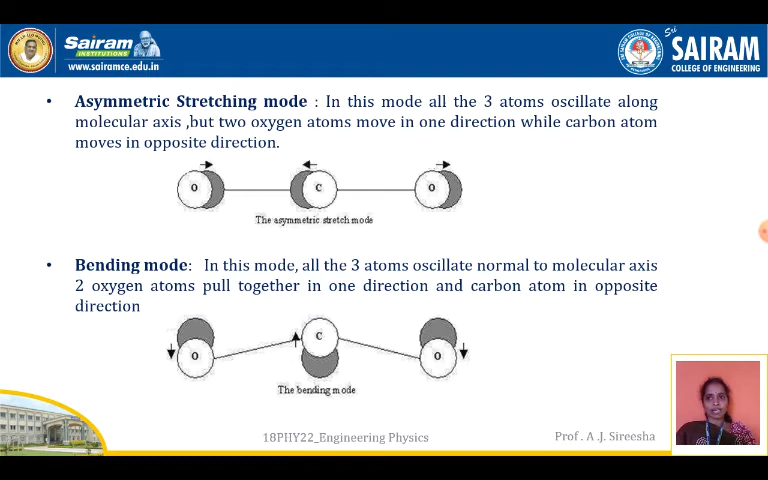 Sairam
INSTITUTIONS
www.sairamce.edu.in
Sri
SAIRAM
COLLEGE OF ENGINEERING
• Asymmetric Stretching mode : In this mode all the 3 atoms oscillate along
molecular axis ,but two oxygen atoms move in one direction while carbon atom
moves in opposite direction.
O C O
The asymmetric stretch mode
• Bending mode: In this mode, all the 3 atoms oscillate normal to molecular axis
2 oxygen atoms pull together in one direction and carbon atom in opposite
direction
O C O
The bending mode
18PHY22_Engineering Physics
Prof . A .J. Sireesha